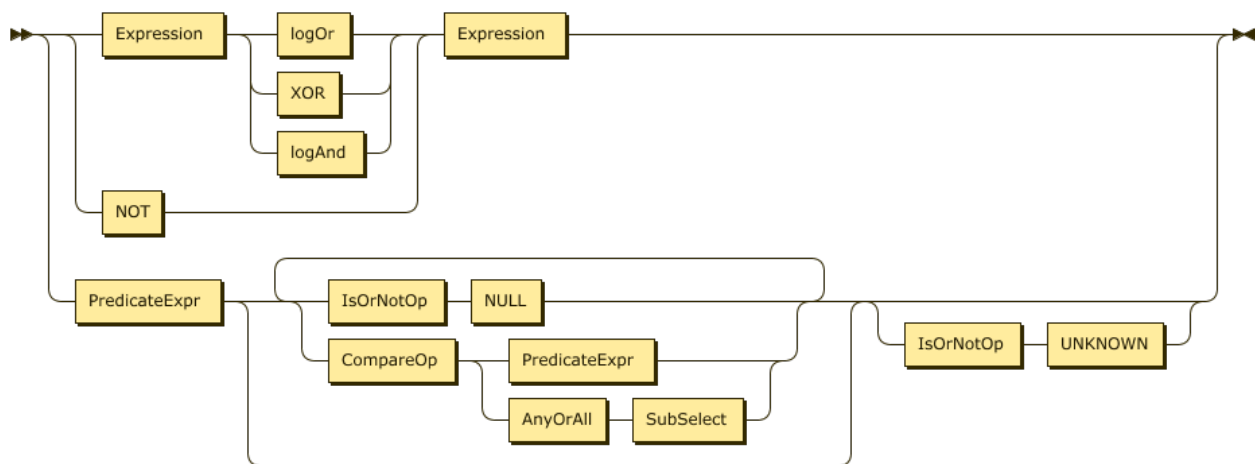 Expression logOr Expression
XOR
logAnd
NOT
PredicateExpr IsOrNotOp NULL
CompareOp PredicateExpr IsOrNotOp UNKNOWN
AnyOrAll SubSelect